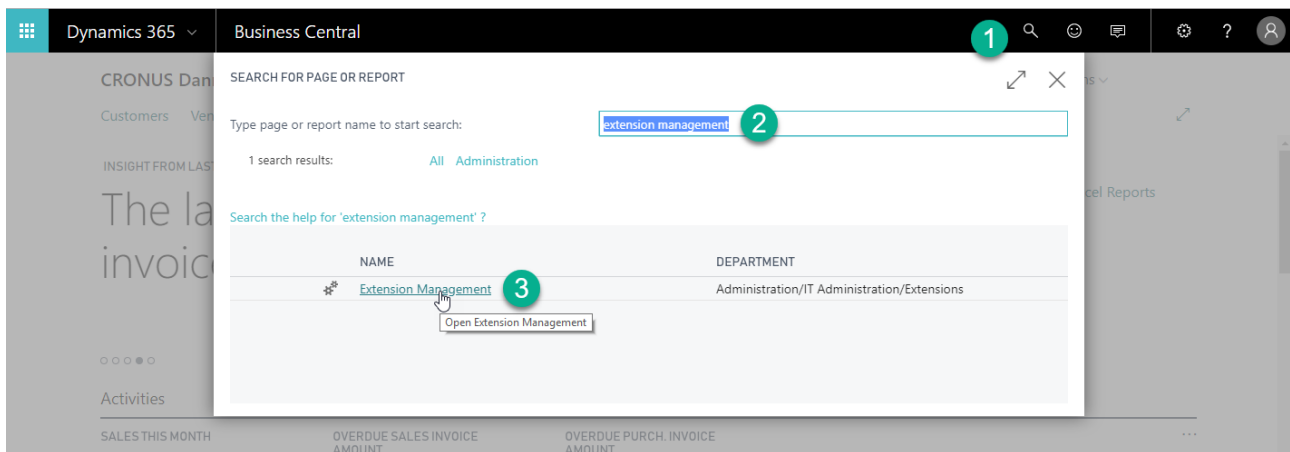 Dynamics 365 Business Central 1 ?
CRONUS Dan SEARCH FOR PAGE OR REPORT
Customers Ven Type page or report name to start search: extension management 2
1 search results: All Administration
INSIGHT FROM LAS
The la cel Reports
Search the help for 'extension management' ?
invoic
NAME DEPARTMENT
Extension Management 3 Administration/IT Administration/Extensions
Open Extension Management
Activities
SALES THIS MONTH OVERDUE SALES INVOICE OVERDUE PURCH. INVOICE ...
AMOUNT AMOUNT